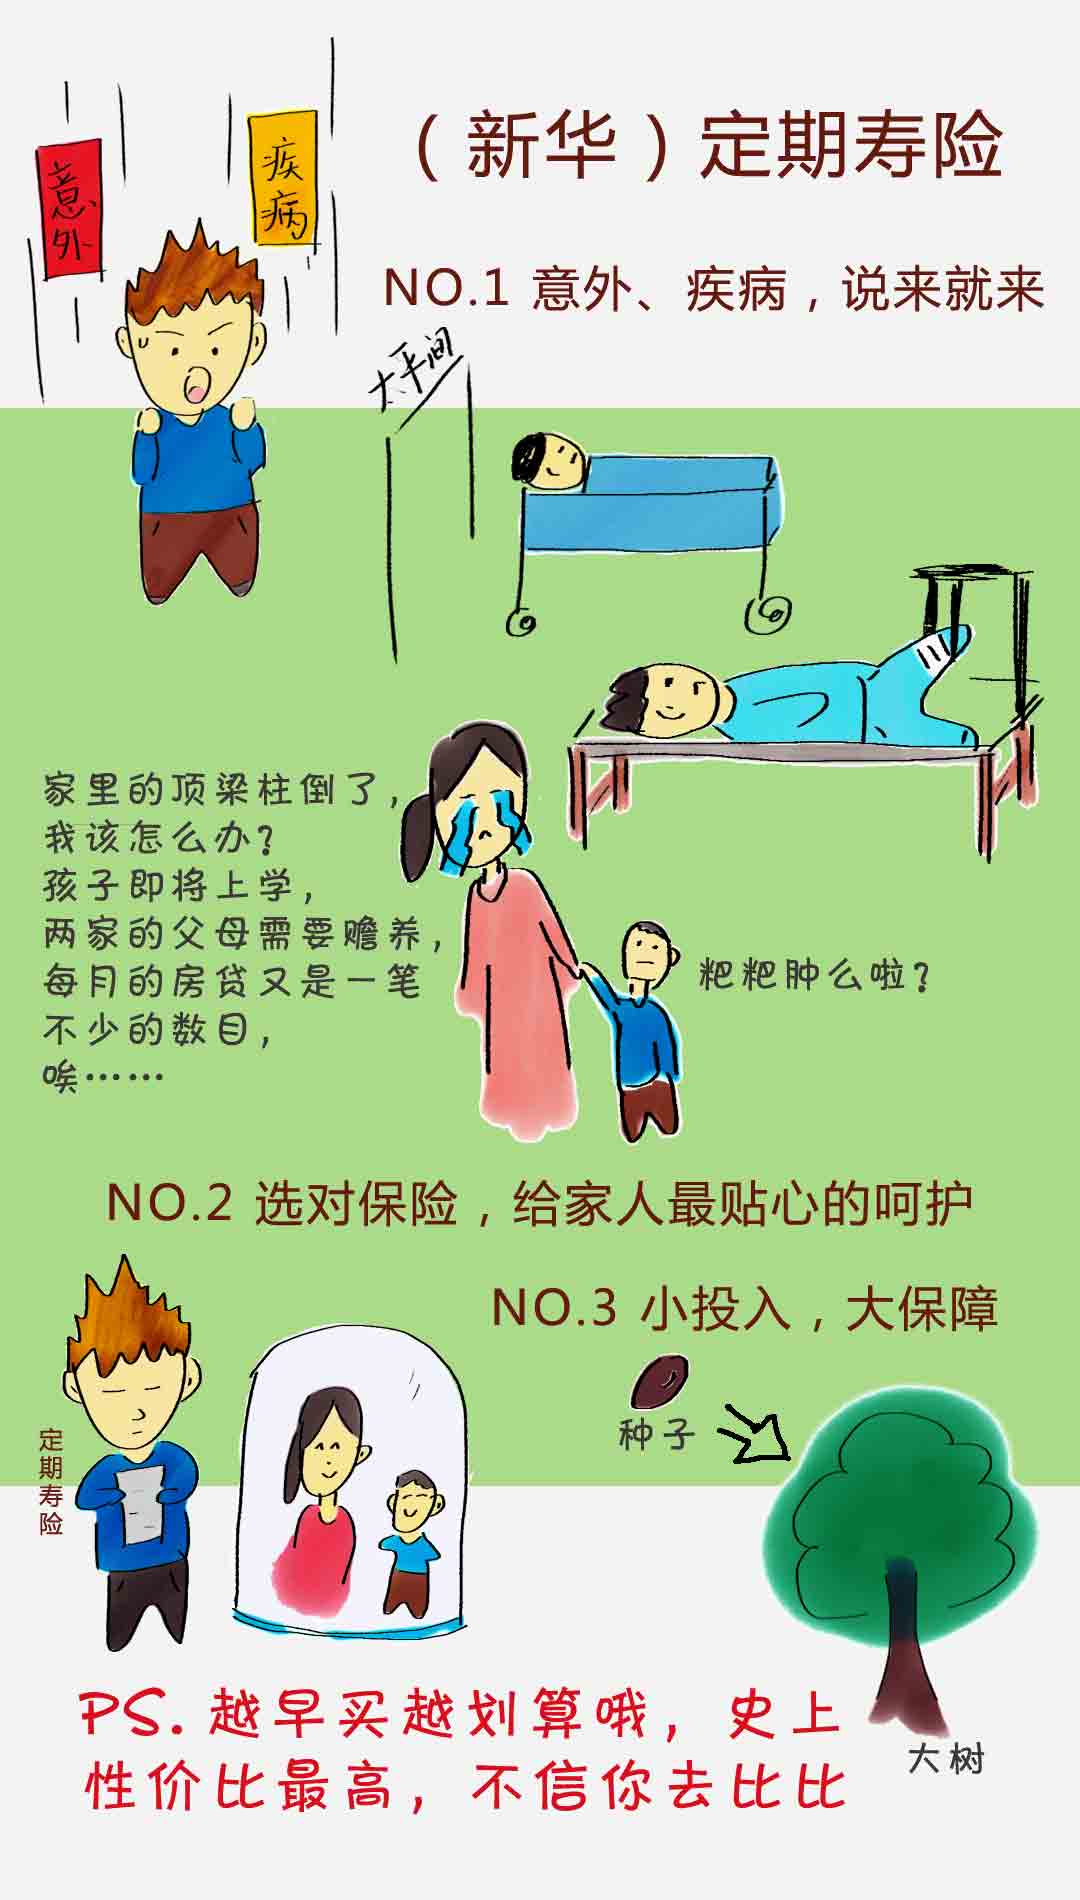 （新华）定期寿险
意外
疾病
NO.1 意外、疾病，说来就来
太平间
家里的顶梁柱倒了，
我该怎么办？
孩子即将上学，
两家的父母需要赡养，
每月的房贷又是一笔
不少的数目，
唉……
粑粑肿么啦？
NO.2 选对保险，给家人最贴心的呵护
NO.3 小投入，大保障
种子
定期寿险
大树
PS. 越早买越划算哦，史上
性价比最高，不信你去比比